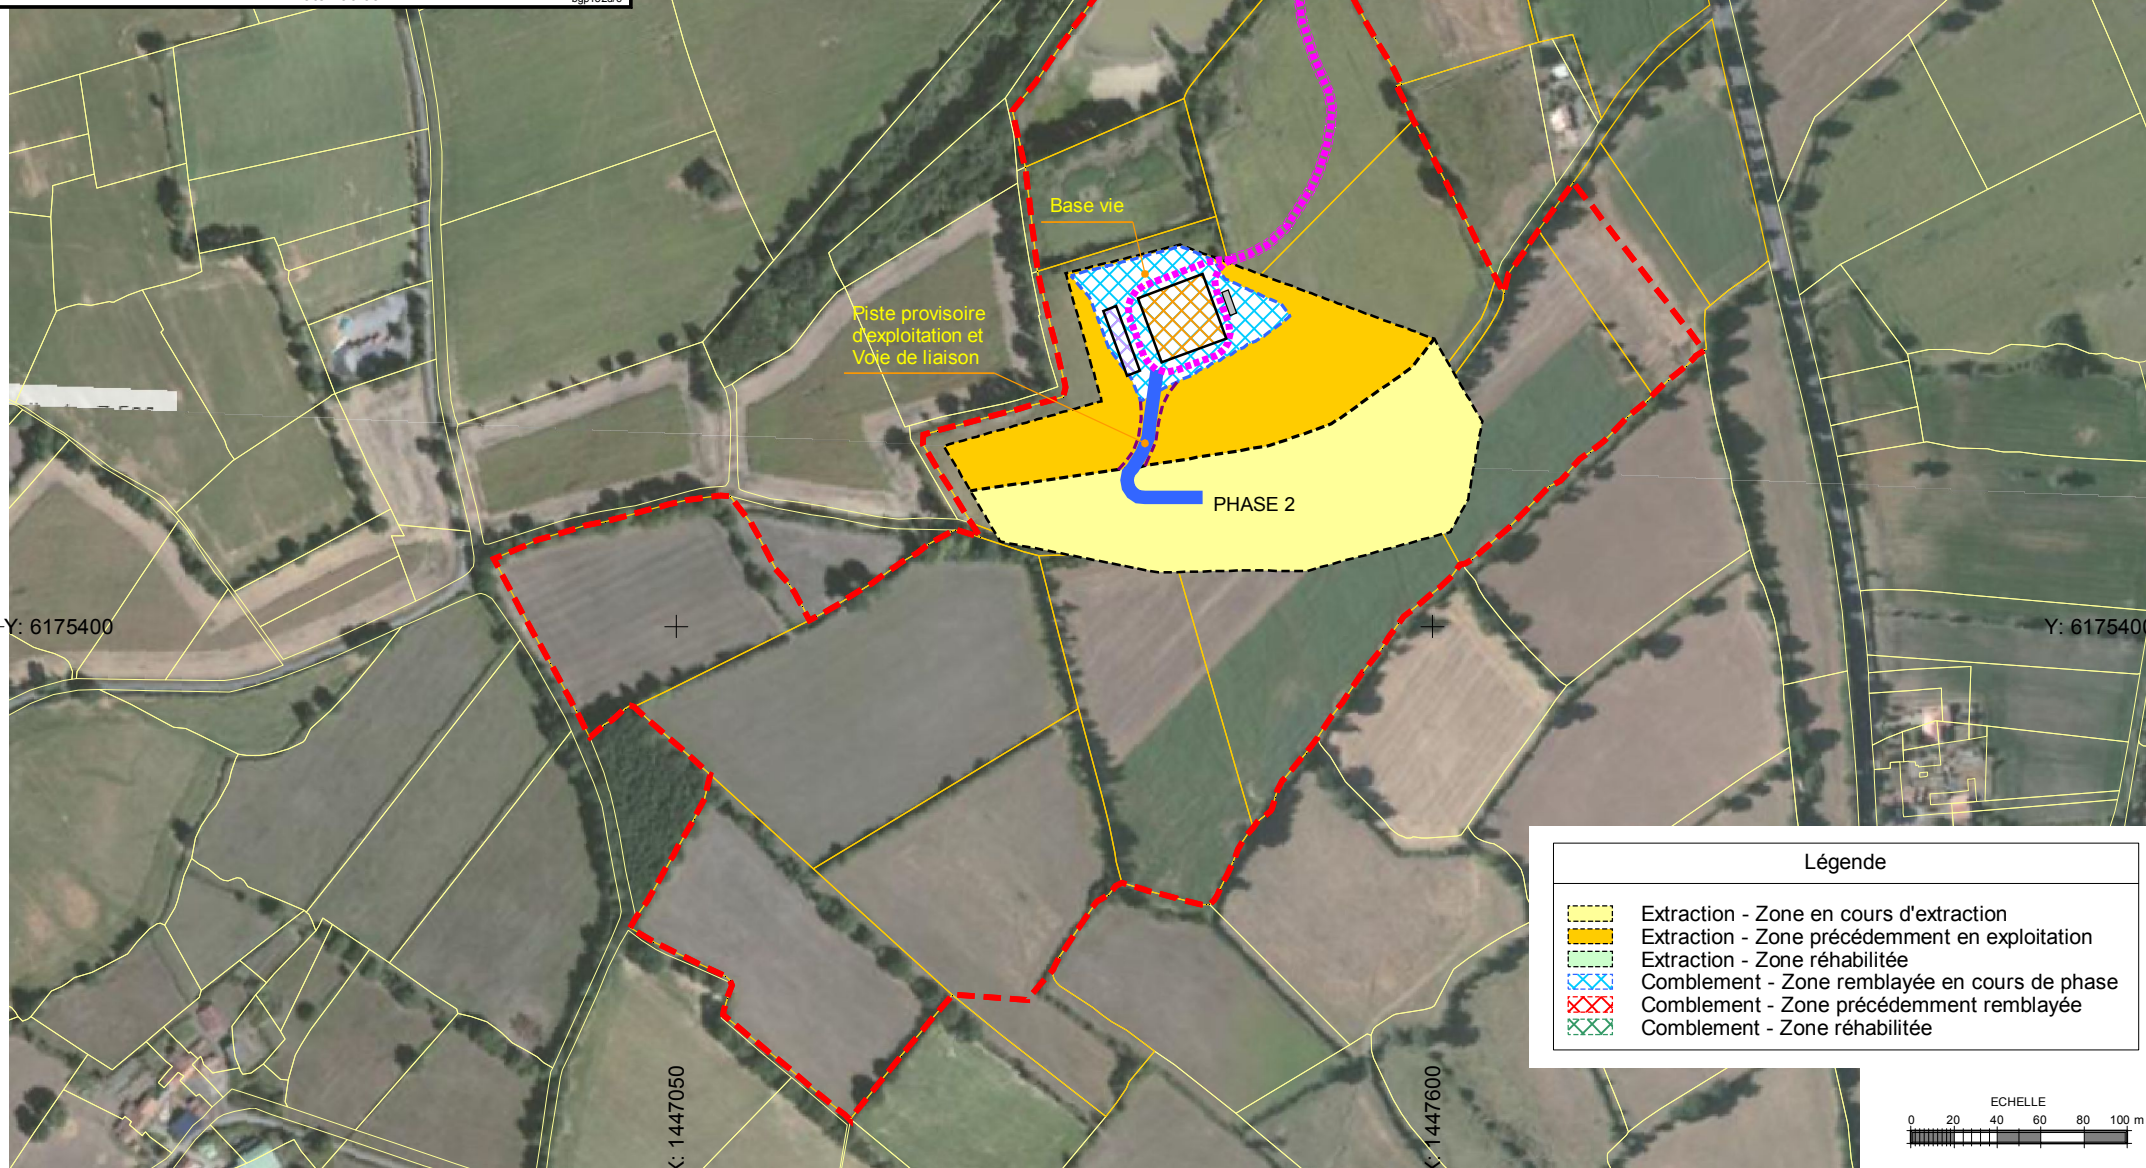 Base vie
Piste provisoire
d'exploitation et
Voie de liaison
PHASE 2
Y: 6175400
Y: 6175400
X: 1447050
X: 1447600
Légende
Extraction - Zone en cours d'extraction
Extraction - Zone précédemment en exploitation
Extraction - Zone réhabilitée
Comblement - Zone remblayée en cours de phase
Comblement - Zone précédemment remblayée
Comblement - Zone réhabilitée
ECHELLE
0 20 40 60 80 100 m